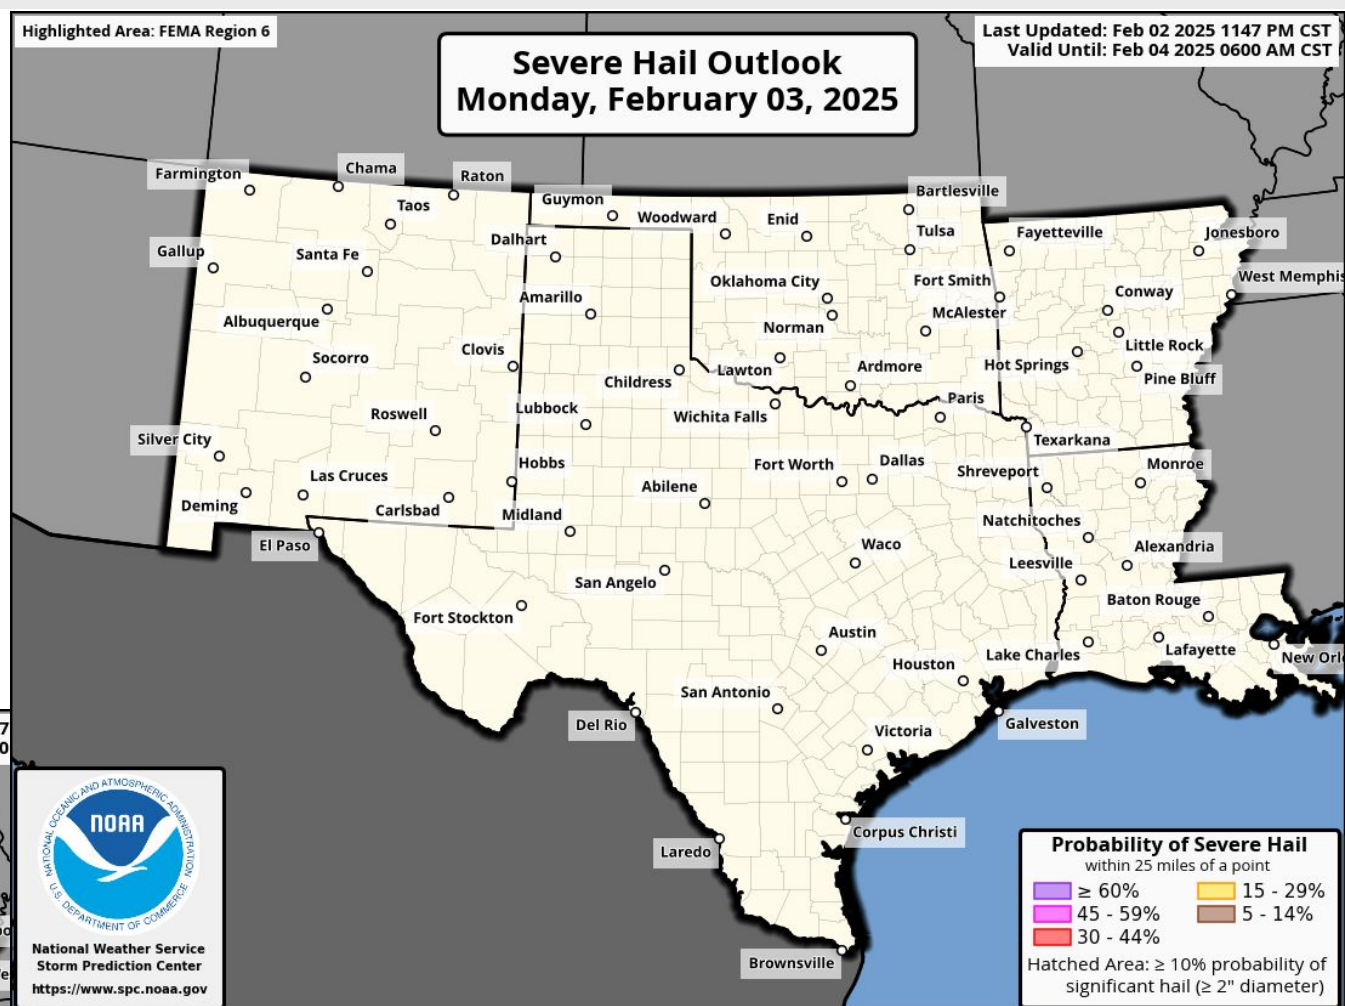 Highlighted Area: FEMA Region 6
Last Updated: Feb 02 2025 1147 PM CST
Valid Until: Feb 04 2025 0600 AM CST
Severe Hail Outlook
Monday, February 03, 2025
Farmington
Chama
Raton
Taos
Guymon
Woodward
Enid
Bartlesville
Tulsa
Fayetteville
Jonesboro
Gallup
Santa Fe
Dalhart
Oklahoma City
Fort Smith
West Memphis
Albuquerque
Amarillo
Norman
McAlester
Conway
Little Rock
Socorro
Clovis
Childress
Lawton
Ardmore
Hot Springs
Pine Bluff
Roswell
Lubbock
Wichita Falls
Paris
Texarkana
Silver City
Las Cruces
Hobbs
Abilene
Fort Worth
Dallas
Shreveport
Monroe
Deming
Carlsbad
Midland
Natchitoches
El Paso
San Angelo
Waco
Leesville
Alexandria
Fort Stockton
Austin
Baton Rouge
Houston
Lake Charles
Lafayette
New Orl
San Antonio
Del Rio
Victoria
Galveston
Corpus Christi
Laredo
Brownsville
7
0
NATIONAL OCEANIC AND ATMOSPHERIC ADMINISTRATION
NOAA
U.S. DEPARTMENT OF COMMERCE
National Weather Service
Storm Prediction Center
https://www.spc.noaa.gov
Probability of Severe Hail
within 25 miles of a point
≥ 60%
15 - 29%
45 - 59%
5 - 14%
30 - 44%
Hatched Area: ≥ 10% probability of
significant hail (≥ 2" diameter)